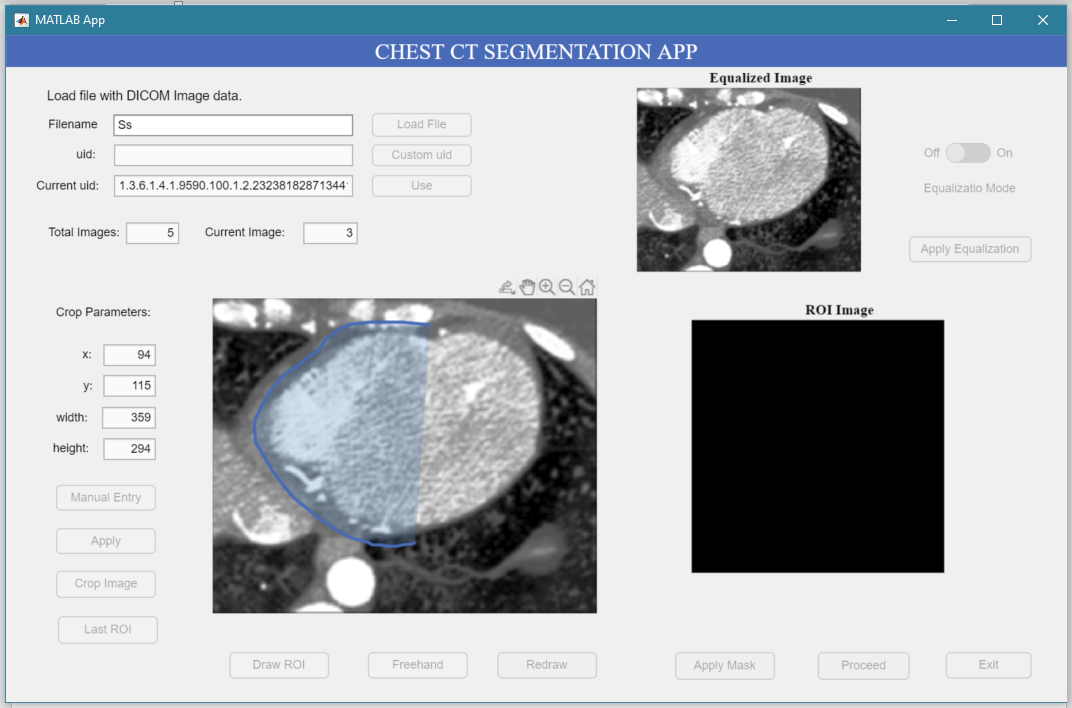 MATLAB App
CHEST CT SEGMENTATION APP
Load file with DICOM Image data.
Filename Ss Load File
uid: Custom uid
Current uid: 1.3.6.1.4.1.9590.100.1.2.23238182871344 Use
Total Images: 5 Current Image: 3
Equalized Image
Off On
Equalizatio Mode
Apply Equalization
Crop Parameters:
x: 94
y: 115
width: 359
height: 294
Manual Entry
Apply
Crop Image
Last ROI
ROI Image
Draw ROI Freehand Redraw Apply Mask Proceed Exit